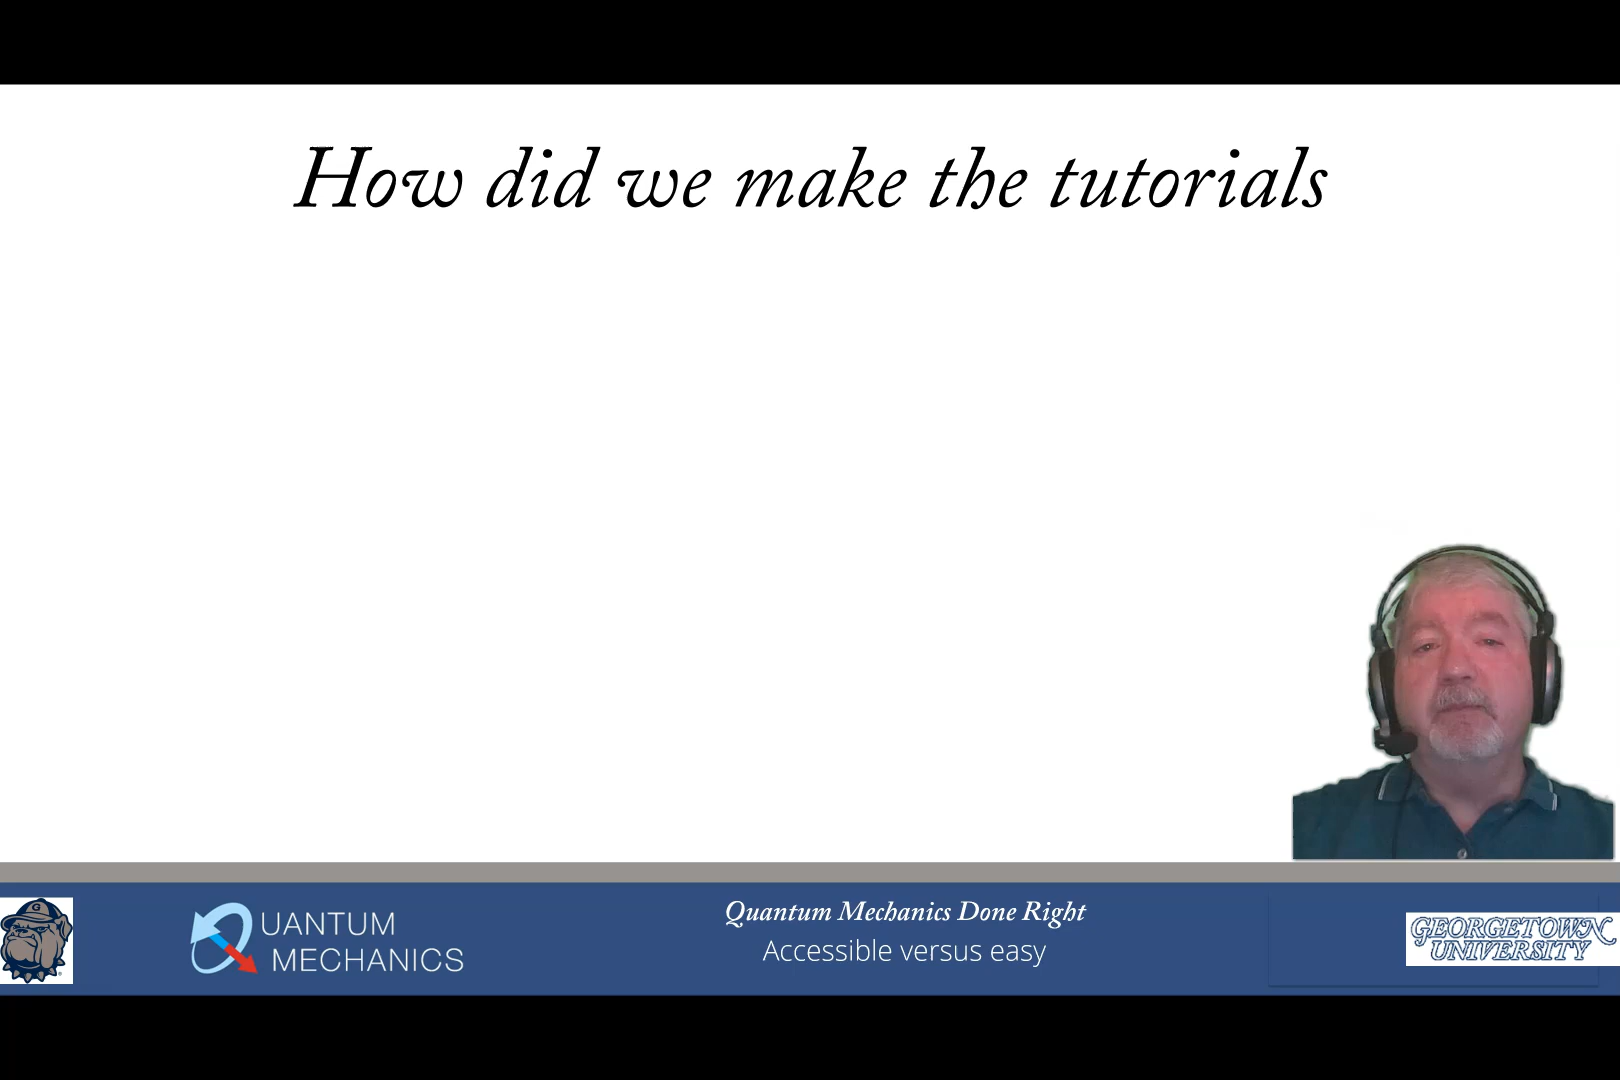 How did we make the tutorials
G
UANTUM
MECHANICS
Quantum Mechanics Done Right
Accessible versus easy
GEORGETOWN
UNIVERSITY